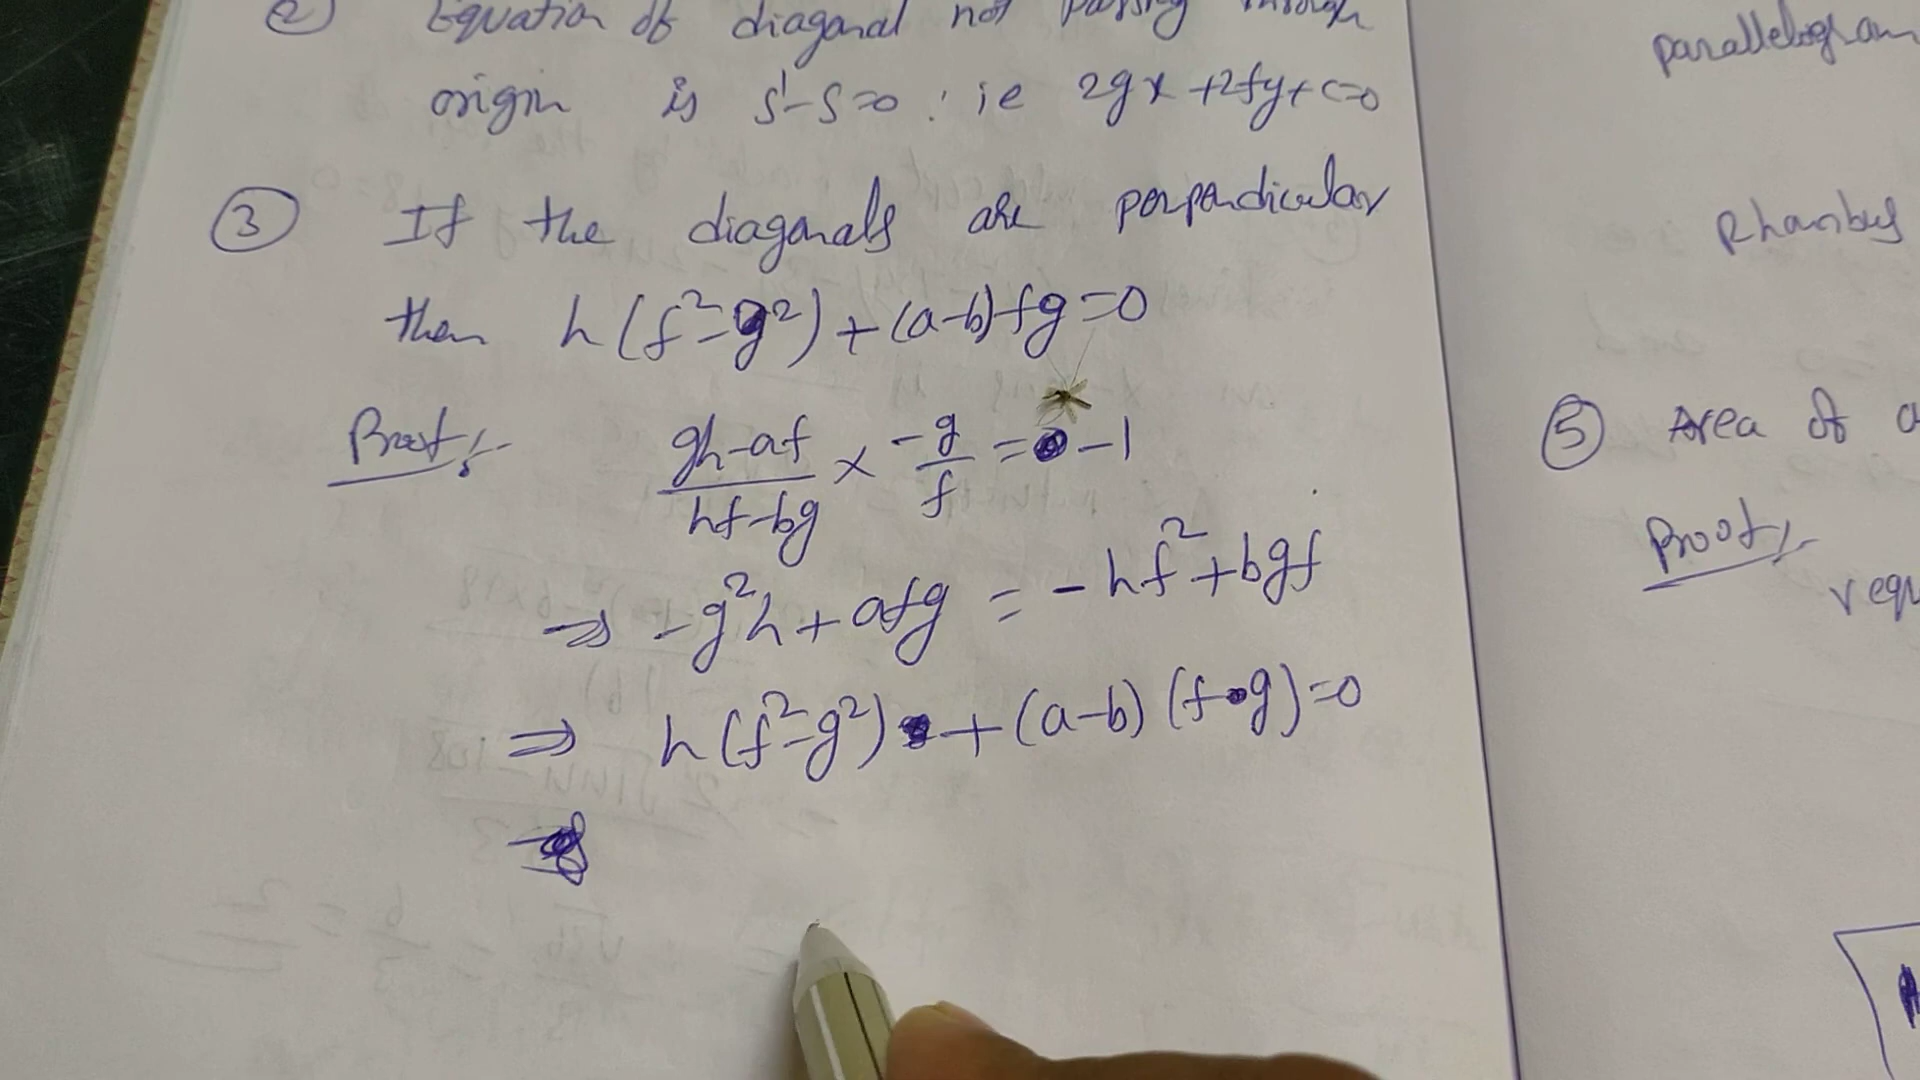 ② Equation of diagonal not passing through
origin is S'-S=0 : ie 2gx+2fy+c=0
③ If the diagonals are perpendicular
then h(f²-g²)+(a-b)fg=0
Proof:- (gh-af)/(hf-bg) × -g/f = -1
⇒ -g²h+afg = -hf²+bgf
⇒ h(f²-g²)+(a-b)(fg)=0
parallelogram
Rhombus
⑤ Area of
Proof:-